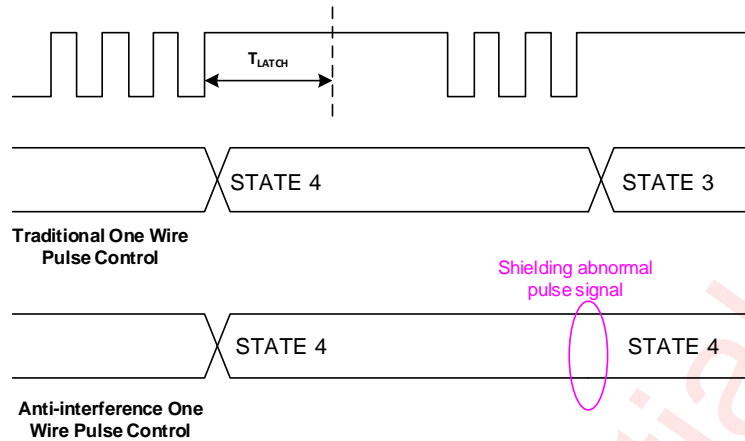 TLATCH
STATE 4
STATE 3
Traditional One Wire
Pulse Control
Shielding abnormal
pulse signal
STATE 4
STATE 4
Anti-interference One
Wire Pulse Control